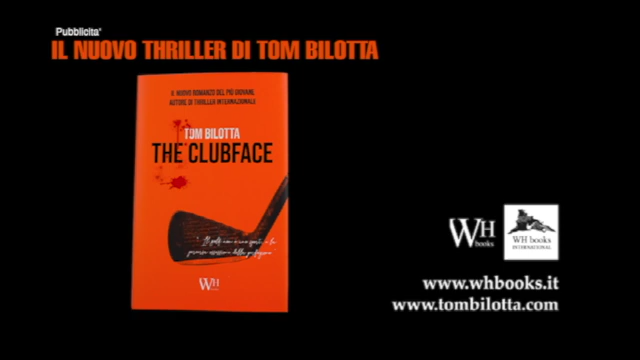 Pubblicita'
IL NUOVO THRILLER DI TOM BILOTTA
IL NUOVO ROMANZO DEL PIÙ GIOVANE
AUTORE DI THRILLER INTERNAZIONALE
TOM BILOTTA
THE CLUBFACE
WH
WH
books
WH books
INTERNATIONAL
www.whbooks.it
www.tombilotta.com